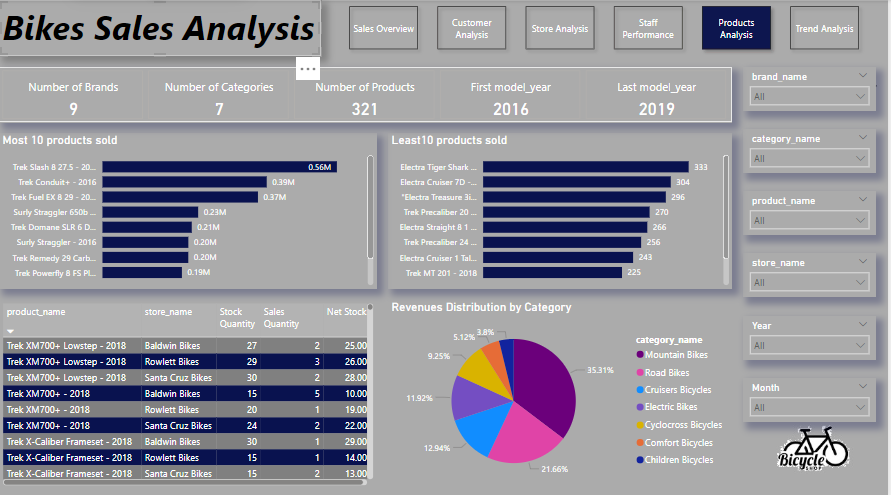 Bikes Sales Analysis
Sales Overview
Customer
Analysis
Store Analysis
Staff
Performance
Products
Analysis
Trend Analysis
Number of Brands
9
Number of Categories
7
Number of Products
321
First model_year
2016
Last model_year
2019
brand_name
All
category_name
All
product_name
All
store_name
All
Year
All
Month
All
Most 10 products sold
Trek Slash 8 27.5 - 20... 0.56M
Trek Conduit+ - 2016 0.39M
Trek Fuel EX 8 29 - 20... 0.37M
Surly Straggler 650b ... 0.23M
Trek Domane SLR 6 D... 0.21M
Surly Straggler - 2016 0.20M
Trek Remedy 29 Carb... 0.20M
Trek Powerfly 8 FS Pl... 0.19M
Least10 products sold
Electra Tiger Shark ... 333
Electra Cruiser 7D -... 304
"Electra Treasure 3i... 296
Trek Precaliber 20 ... 270
Electra Straight 8 1 ... 266
Trek Precaliber 24 ... 256
Electra Cruiser 1 Tal... 243
Trek MT 201 - 2018 225
product_name store_name Stock Quantity Sales Quantity Net Stock
Trek XM700+ Lowstep - 2018 Baldwin Bikes 27 2 25.00
Trek XM700+ Lowstep - 2018 Rowlett Bikes 29 3 26.00
Trek XM700+ Lowstep - 2018 Santa Cruz Bikes 30 2 28.00
Trek XM700+ - 2018 Baldwin Bikes 15 5 10.00
Trek XM700+ - 2018 Rowlett Bikes 20 1 19.00
Trek XM700+ - 2018 Santa Cruz Bikes 24 2 22.00
Trek X-Caliber Frameset - 2018 Baldwin Bikes 30 1 29.00
Trek X-Caliber Frameset - 2018 Rowlett Bikes 15 1 14.00
Trek X-Caliber Frameset - 2018 Santa Cruz Bikes 15 2 13.00
Revenues Distribution by Category
3.8%
5.12%
9.25%
11.92%
12.94%
21.66%
35.31%
category_name
Mountain Bikes
Road Bikes
Cruisers Bicycles
Electric Bikes
Cyclocross Bicycles
Comfort Bicycles
Children Bicycles
Bicycle
SHOP